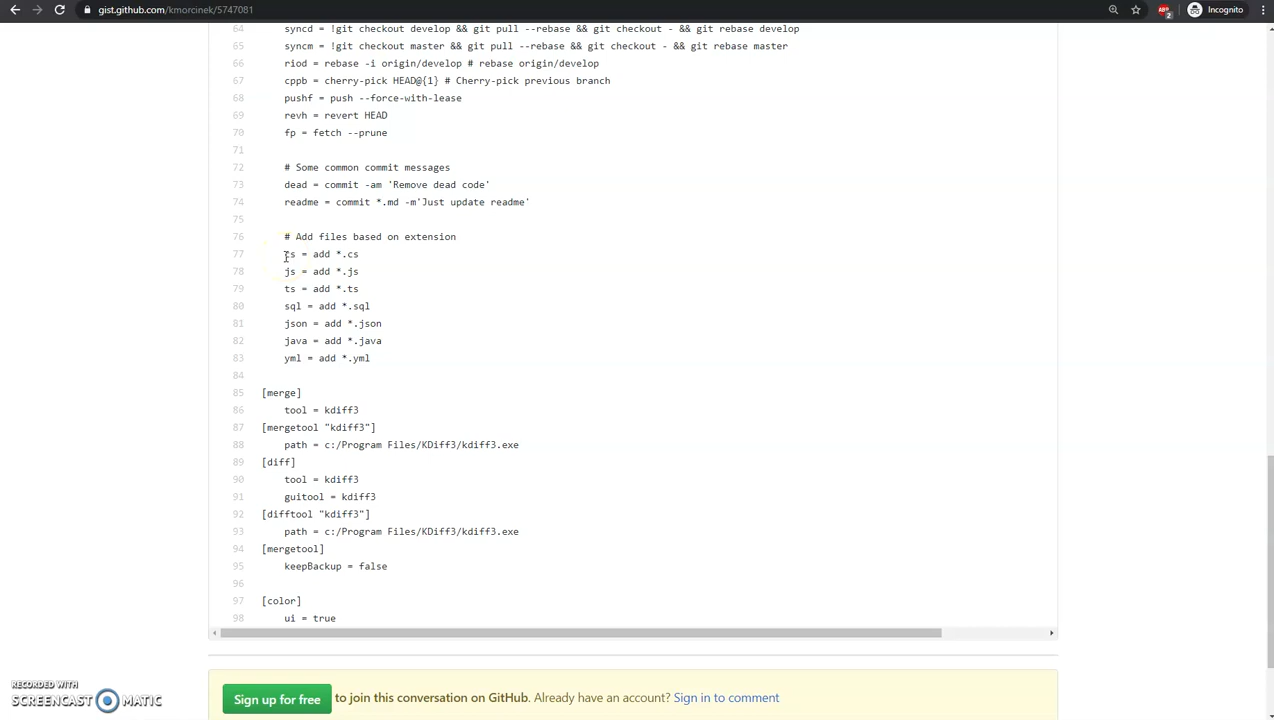 gist.github.com/kmorcinek/5747081
2
Incognito
64 syncd = !git checkout develop && git pull --rebase && git checkout - && git rebase develop
65 syncm = !git checkout master && git pull --rebase && git checkout - && git rebase master
66 riod = rebase -i origin/develop # rebase origin/develop
67 cppb = cherry-pick HEAD@{1} # Cherry-pick previous branch
68 pushf = push --force-with-lease
69 revh = revert HEAD
70 fp = fetch --prune
71
72 # Some common commit messages
73 dead = commit -am 'Remove dead code'
74 readme = commit *.md -m'Just update readme'
75
76 # Add files based on extension
77 cs = add *.cs
78 js = add *.js
79 ts = add *.ts
80 sql = add *.sql
81 json = add *.json
82 java = add *.java
83 yml = add *.yml
84
85 [merge]
86 tool = kdiff3
87 [mergetool "kdiff3"]
88 path = c:/Program Files/KDiff3/kdiff3.exe
89 [diff]
90 tool = kdiff3
91 guitool = kdiff3
92 [difftool "kdiff3"]
93 path = c:/Program Files/KDiff3/kdiff3.exe
94 [mergetool]
95 keepBackup = false
96
97 [color]
98 ui = true
Sign up for free to join this conversation on GitHub. Already have an account? Sign in to comment
RECORDED WITH
SCREENCAST MATIC